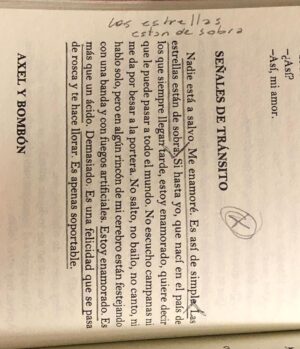 Las estrellas
estan de sobra
–¿Así?
–Así, mi amor.
SEÑALES DE TRÁNSITO
Nadie está a salvo. Me enamoré. Es así de simple. Las
estrellas están de sobra. Si hasta yo, que nací en el país de
los que siempre llegan tarde, estoy enamorado, quiere decir
que le puede pasar a todo el mundo. No escucho campanas ni
me da por besar a la portera. No salto, no bailo, no canto, ni
hablo solo, pero en algún rincón de mi cerebro están festejando
con una banda y con fuegos artificiales. Estoy enamorado. Es
más que un ácido. Demasiado. Es una felicidad que se pasa
de rosca y te hace llorar. Es apenas soportable.
AXEL Y BOMBÓN